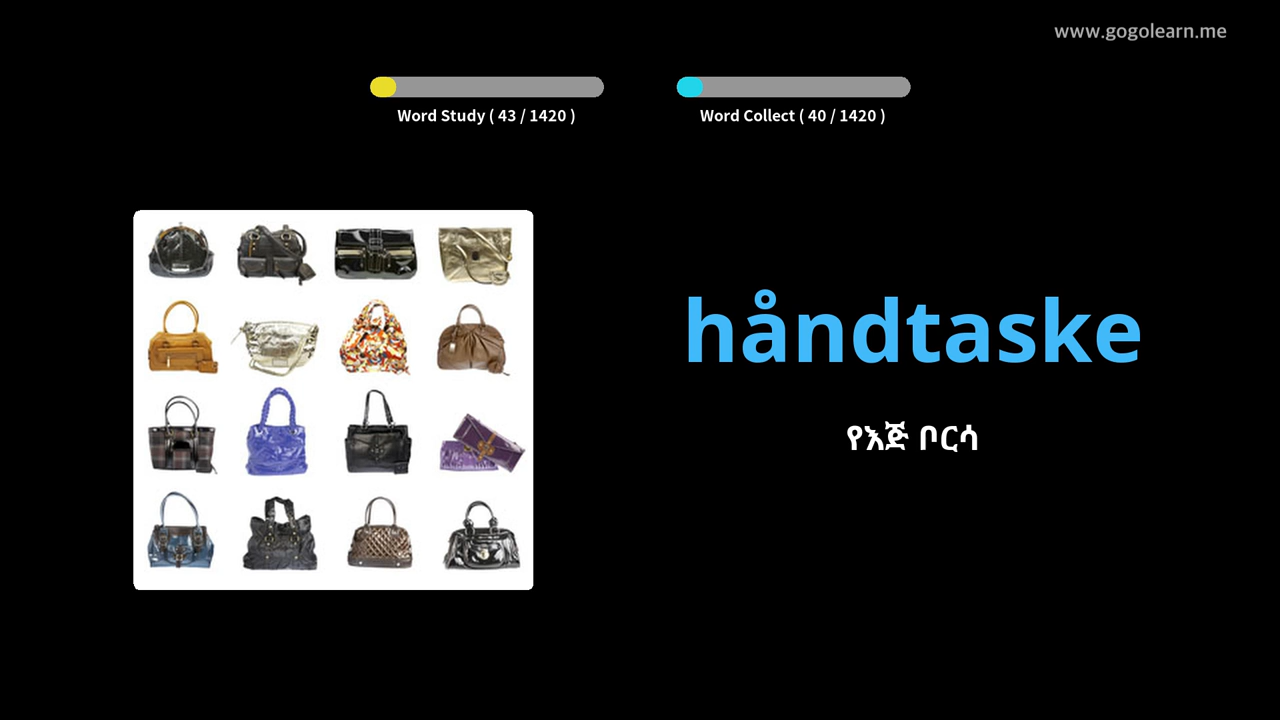 www.gogolearn.me
Word Study ( 43 / 1420 )
Word Collect ( 40 / 1420 )
håndtaske
የእጅ ቦርሳ